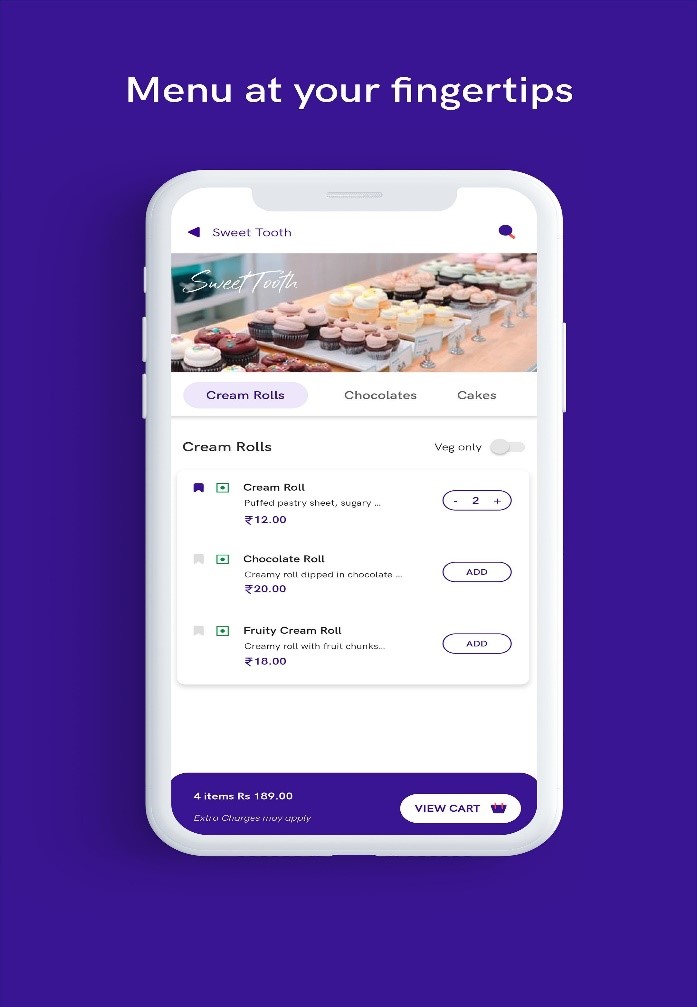 Menu at your fingertips
Sweet Tooth
Sweet Tooth
Cream Rolls
Chocolates
Cakes
Cream Rolls
Veg only
Cream Roll
Puffed pastry sheet, sugary ...
₹12.00
- 2 +
Chocolate Roll
Creamy roll dipped in chocolate ...
₹20.00
ADD
Fruity Cream Roll
Creamy roll with fruit chunks...
₹18.00
ADD
4 items Rs 189.00
Extra Charges may apply
VIEW CART